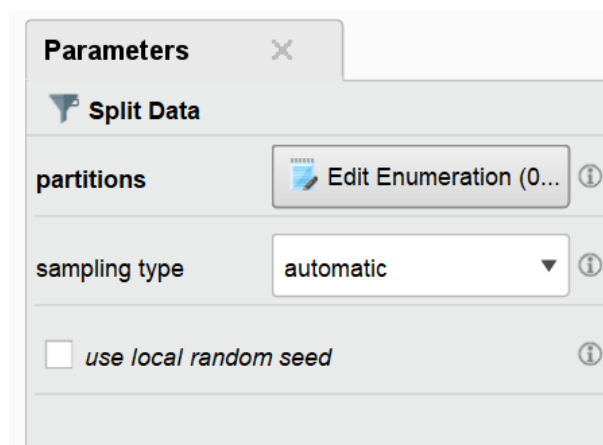 Parameters
Split Data
partitions
Edit Enumeration (0...
sampling type
automatic
use local random seed